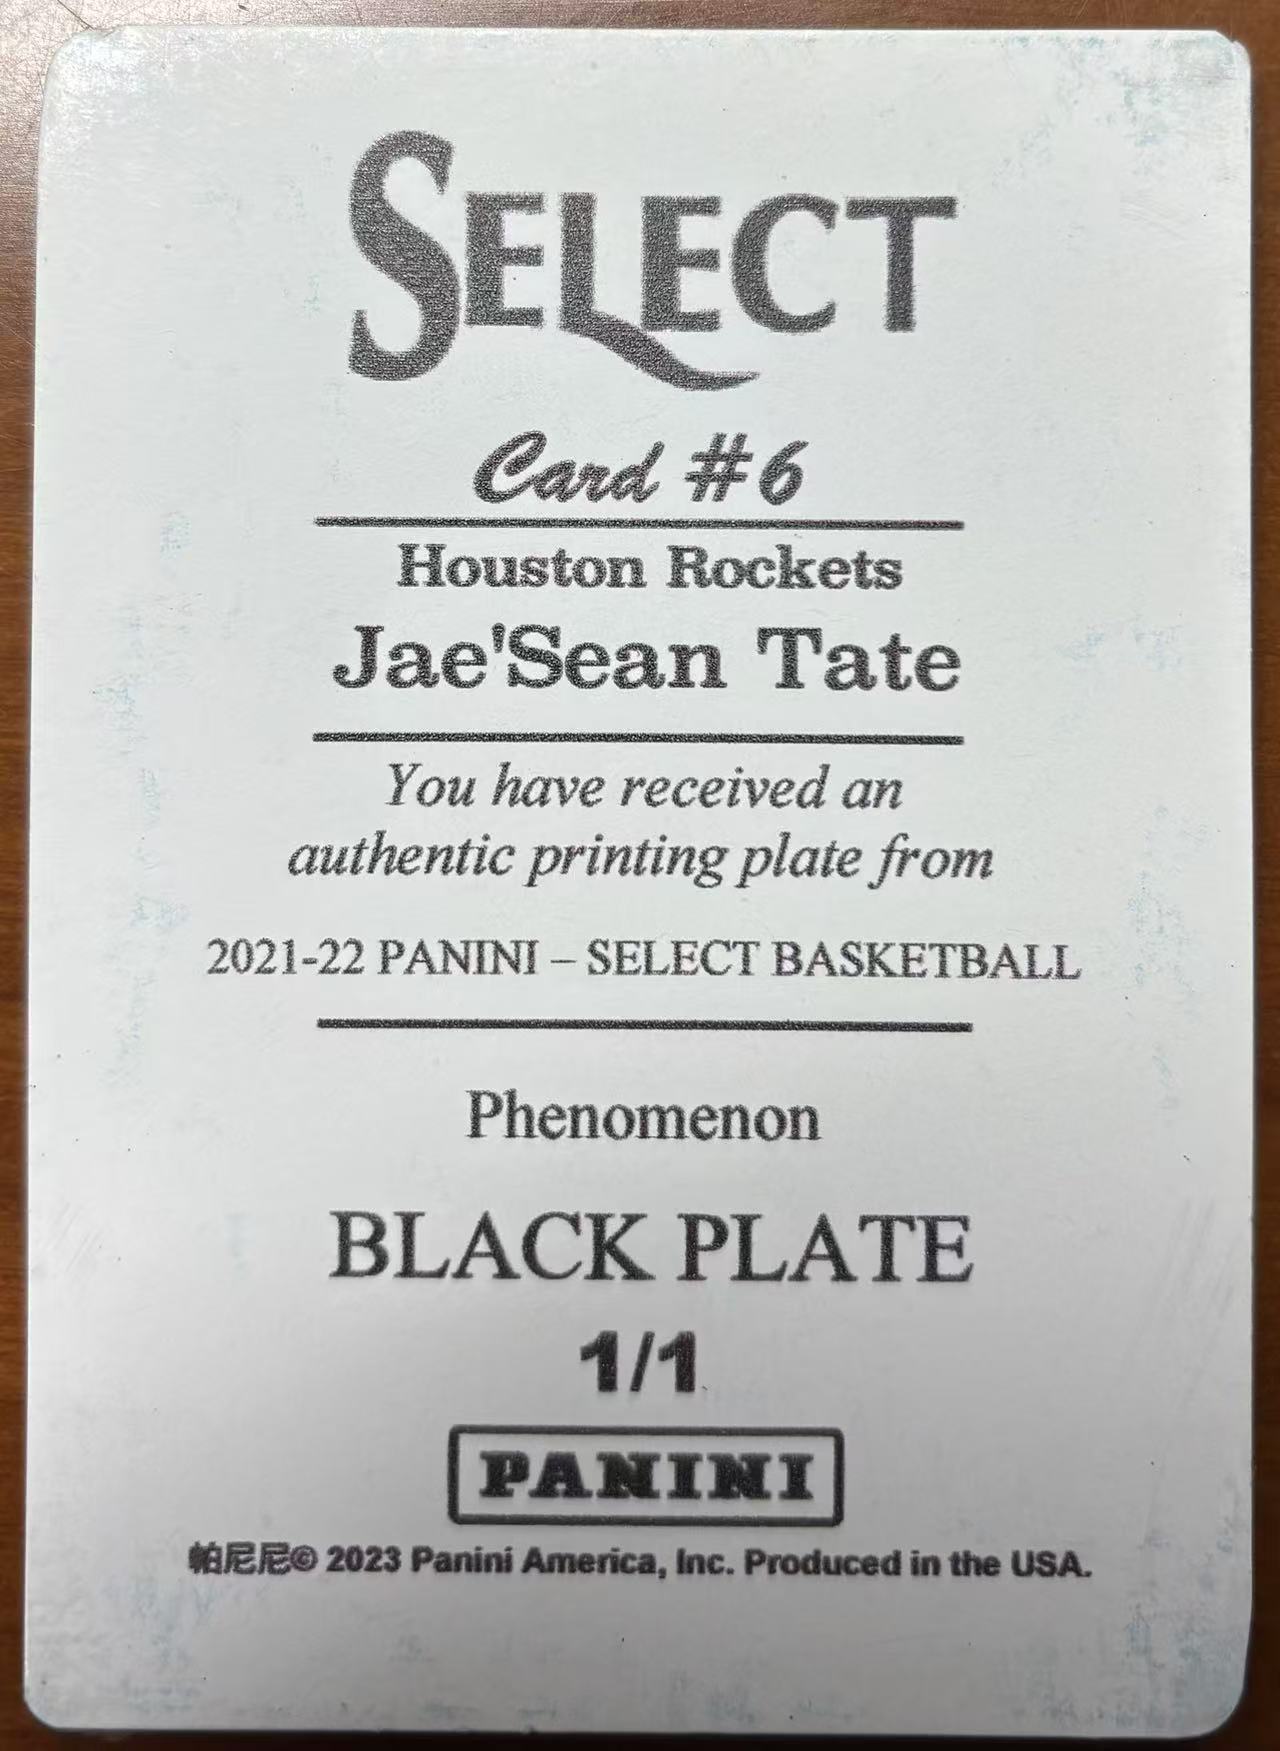 SELECT
Card #6
Houston Rockets
Jae'Sean Tate
You have received an
authentic printing plate from
2021-22 PANINI – SELECT BASKETBALL
Phenomenon
BLACK PLATE
1/1
PANINI
帕尼尼© 2023 Panini America, Inc. Produced in the USA.